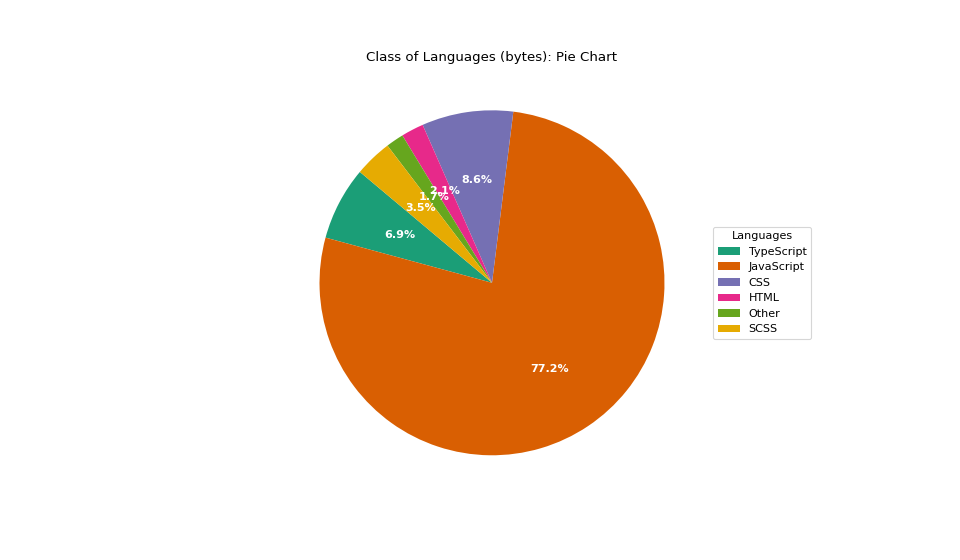 Class of Languages (bytes): Pie Chart
8.6%
2.1%
1.7%
3.5%
6.9%
77.2%
Languages
TypeScript
JavaScript
CSS
HTML
Other
SCSS